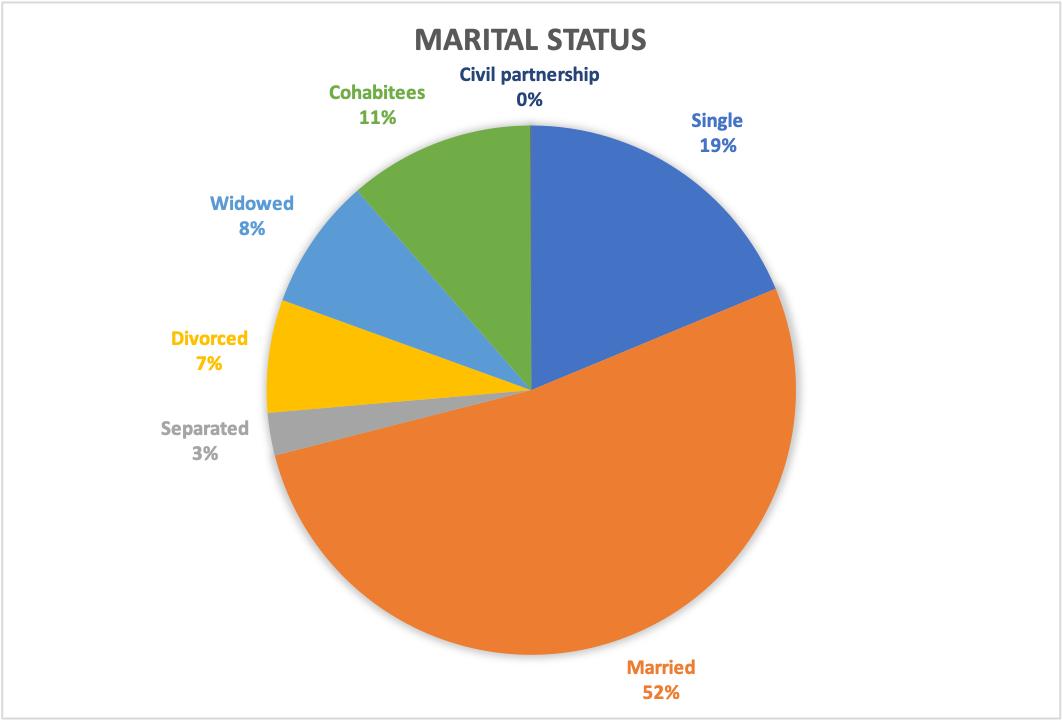 MARITAL STATUS
Civil partnership
0%
Single
19%
Married
52%
Separated
3%
Divorced
7%
Widowed
8%
Cohabitees
11%